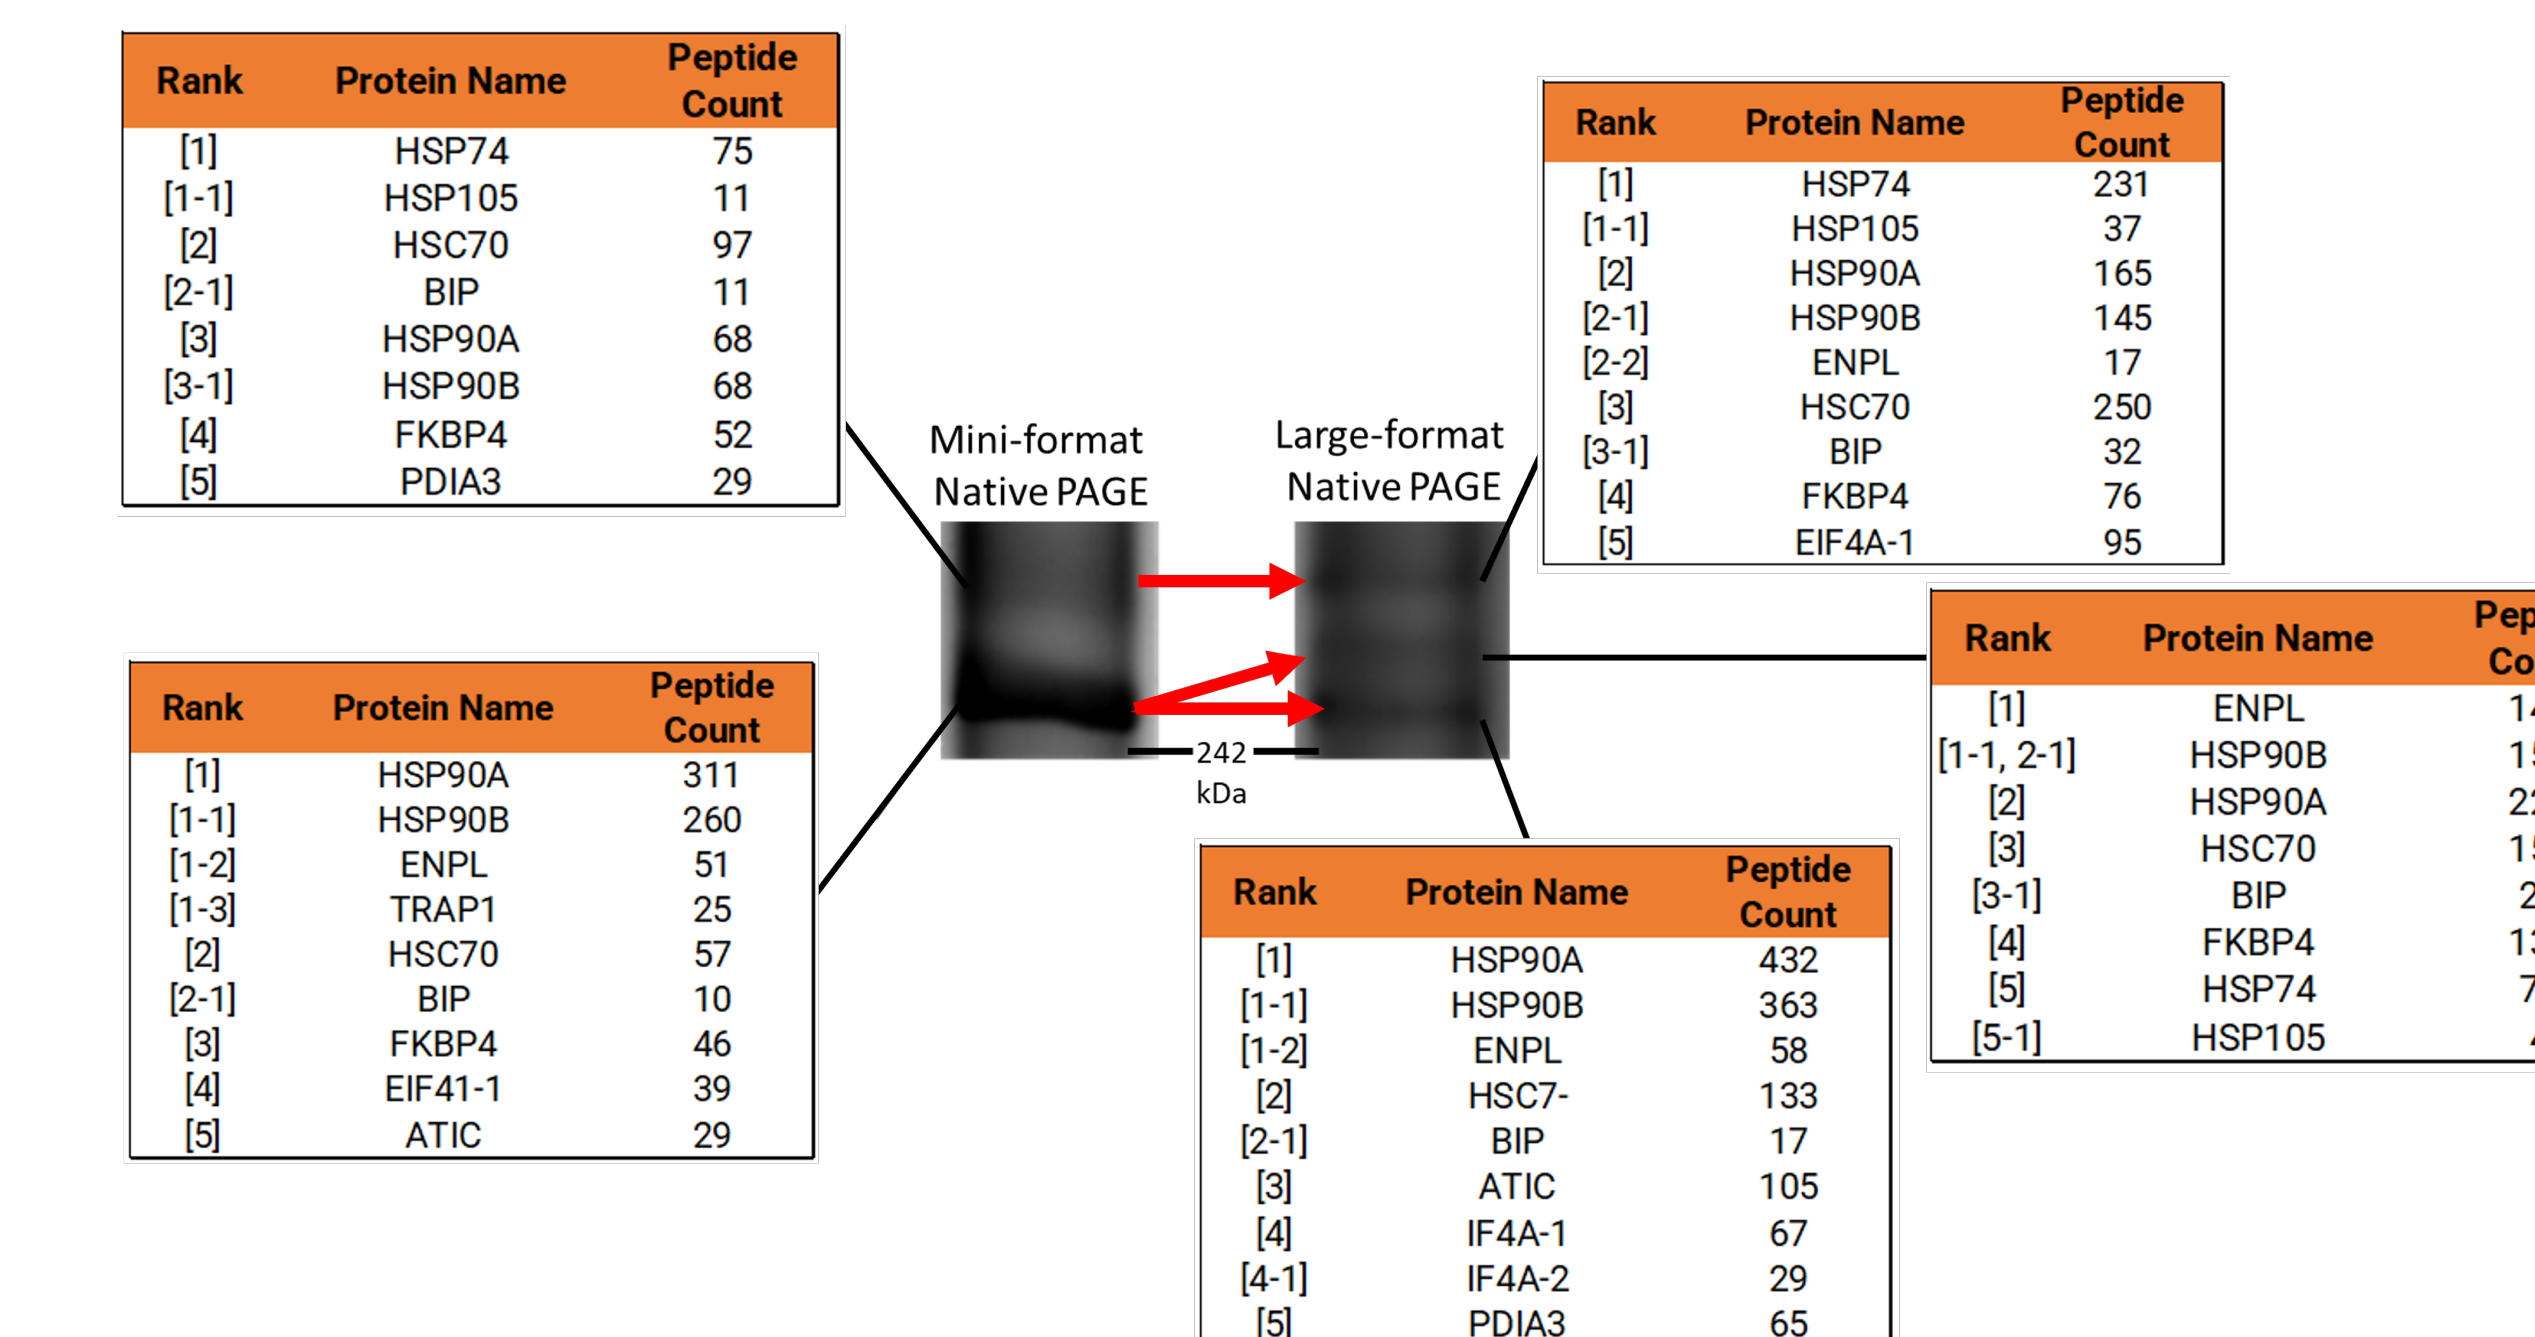 Rank Protein Name Peptide Count
[1] HSP74 75
[1-1] HSP105 11
[2] HSC70 97
[2-1] BIP 11
[3] HSP90A 68
[3-1] HSP90B 68
[4] FKBP4 52
[5] PDIA3 29
Rank Protein Name Peptide Count
[1] HSP74 231
[1-1] HSP105 37
[2] HSP90A 165
[2-1] HSP90B 145
[2-2] ENPL 17
[3] HSC70 250
[3-1] BIP 32
[4] FKBP4 76
[5] EIF4A-1 95
Mini-format
Native PAGE
Large-format
Native PAGE
242
kDa
Rank Protein Name Peptide Count
[1] HSP90A 311
[1-1] HSP90B 260
[1-2] ENPL 51
[1-3] TRAP1 25
[2] HSC70 57
[2-1] BIP 10
[3] FKBP4 46
[4] EIF41-1 39
[5] ATIC 29
Rank Protein Name
[1] ENPL
[1-1, 2-1] HSP90B
[2] HSP90A
[3] HSC70
[3-1] BIP
[4] FKBP4
[5] HSP74
[5-1] HSP105
Rank Protein Name Peptide Count
[1] HSP90A 432
[1-1] HSP90B 363
[1-2] ENPL 58
[2] HSC7- 133
[2-1] BIP 17
[3] ATIC 105
[4] IF4A-1 67
[4-1] IF4A-2 29
[5] PDIA3 65